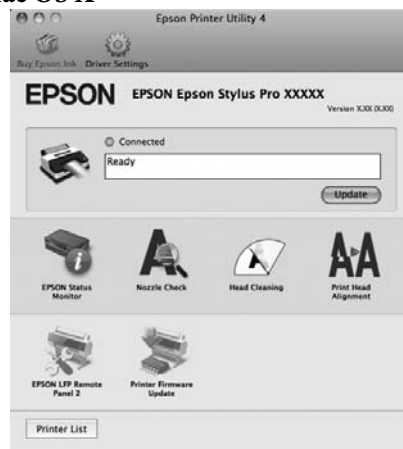 Mac OS X
Epson Printer Utility 4
Buy Epson Ink Driver Settings
EPSON EPSON Epson Stylus Pro XXXXX
Version X.XX (X.XX)
Connected
Ready
Update
EPSON Status
Monitor
Nozzle Check
Head Cleaning
Print Head
Alignment
EPSON LFP Remote
Panel 2
Printer Firmware
Update
Printer List